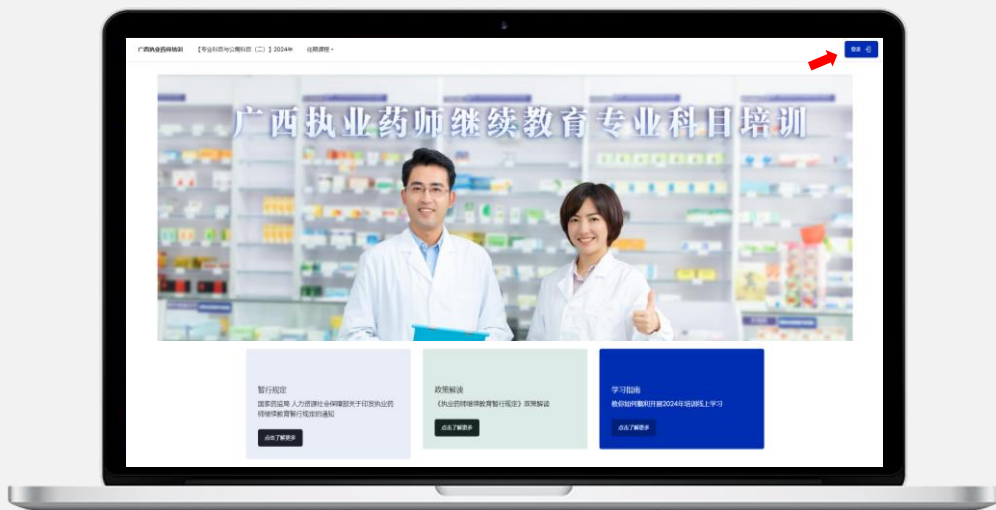 广西执业药师培训 【专业科目与公需科目（二）】2024年 往期课程
登录
广西执业药师继续教育专业科目培训
暂行规定
国家药监局 人力资源社会保障部关于印发执业药
师继续教育暂行规定的通知
点击了解更多
政策解读
《执业药师继续教育暂行规定》政策解读
点击了解更多
学习指南
教你如何顺利开展2024年培训线上学习
点击了解更多